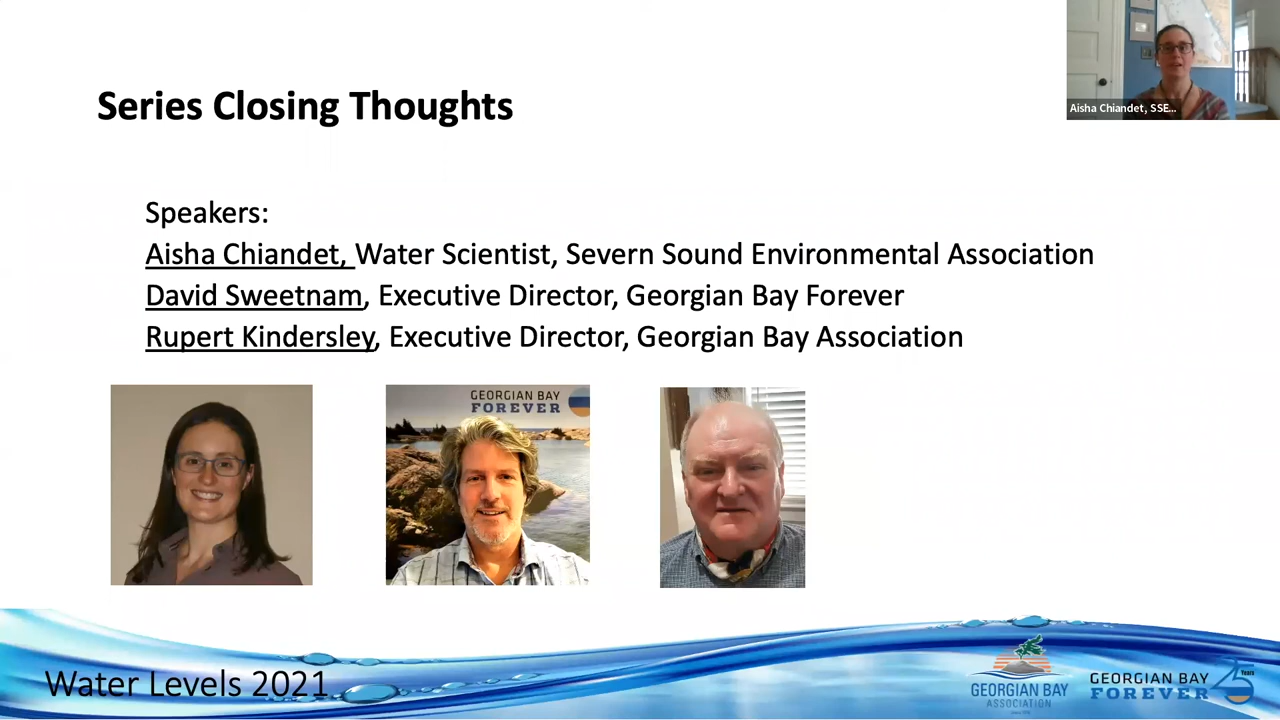 Series Closing Thoughts
Aisha Chiandet, SSE...
Speakers:
Aisha Chiandet, Water Scientist, Severn Sound Environmental Association
David Sweetnam, Executive Director, Georgian Bay Forever
Rupert Kindersley, Executive Director, Georgian Bay Association
GEORGIAN BAY
FOREVER
Water Levels 2021
GEORGIAN BAY
ASSOCIATION
GEORGIAN BAY
FOREVER
25 Years